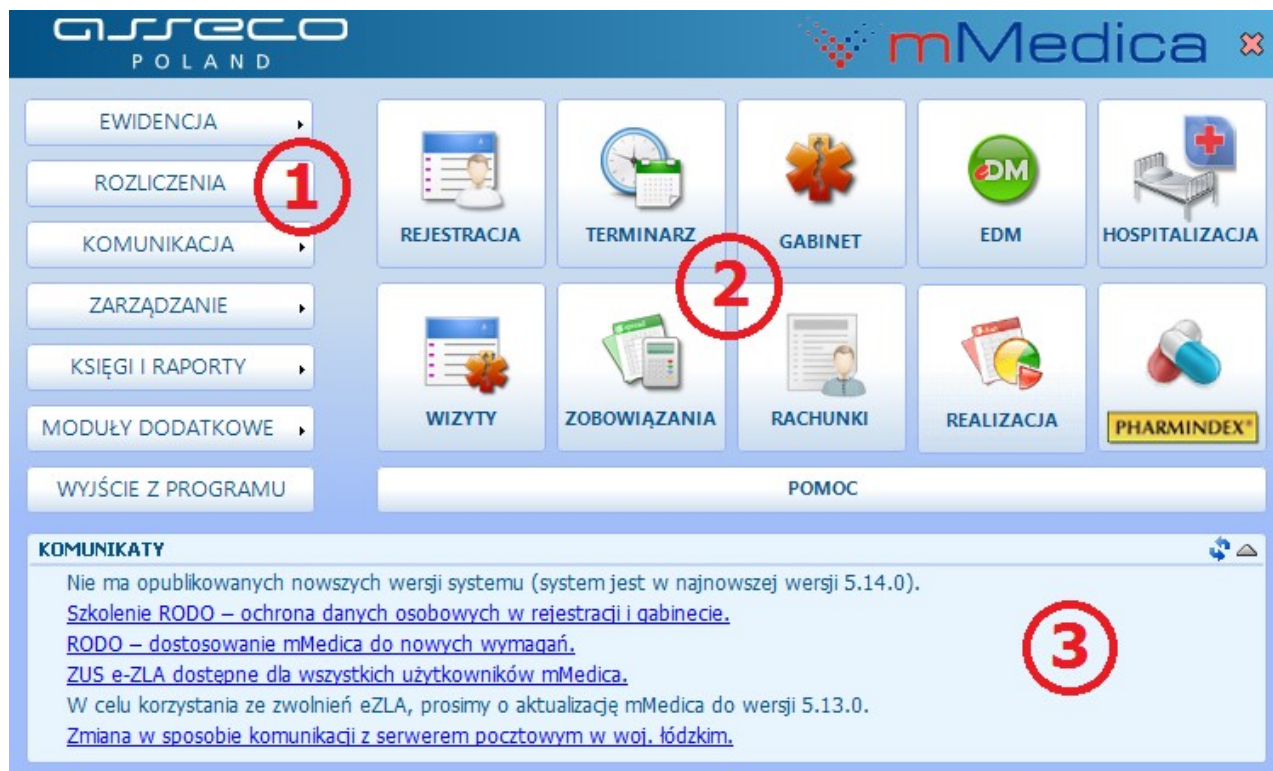 asseco
POLAND
mMedica
EWIDENCJA
ROZLICZENIA
KOMUNIKACJA
ZARZĄDZANIE
KSIĘGI I RAPORTY
MODUŁY DODATKOWE
WYJŚCIE Z PROGRAMU
1
REJESTRACJA
TERMINARZ
GABINET
eDM
EDM
HOSPITALIZACJA
2
WIZYTY
ZOBOWIĄZANIA
RACHUNKI
REALIZACJA
PHARMINDEX®
POMOC
KOMUNIKATY
Nie ma opublikowanych nowszych wersji systemu (system jest w najnowszej wersji 5.14.0).
Szkolenie RODO – ochrona danych osobowych w rejestracji i gabinecie.
RODO – dostosowanie mMedica do nowych wymagań.
ZUS e-ZLA dostępne dla wszystkich użytkowników mMedica.
W celu korzystania ze zwolnień eZLA, prosimy o aktualizację mMedica do wersji 5.13.0.
Zmiana w sposobie komunikacji z serwerem pocztowym w woj. łódzkim.
3